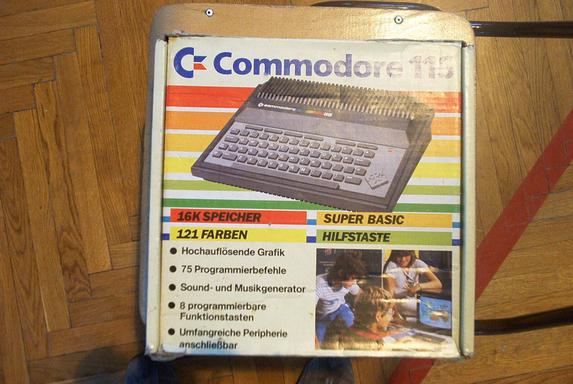 Commodore 116
commodore
16K SPEICHER
SUPER BASIC
121 FARBEN
HILFSTASTE
Hochauflösende Grafik
75 Programmierbefehle
Sound- und Musikgenerator
8 programmierbare
Funktionstasten
Umfangreiche Peripherie
anschließbar